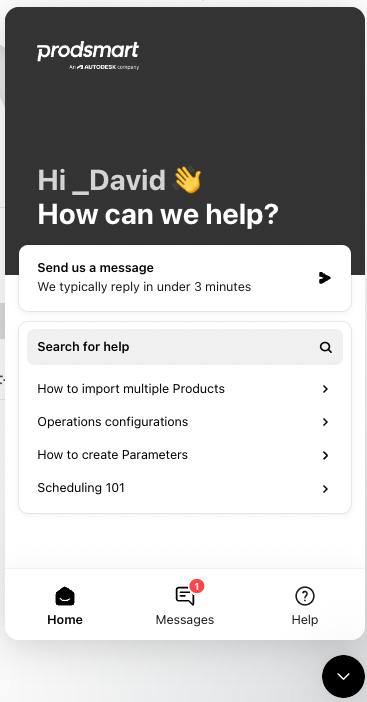 prodsmart
An AUTODESK company
Hi _David 👋
How can we help?
Send us a message
We typically reply in under 3 minutes
Search for help
How to import multiple Products
Operations configurations
How to create Parameters
Scheduling 101
1
Home
Messages
Help